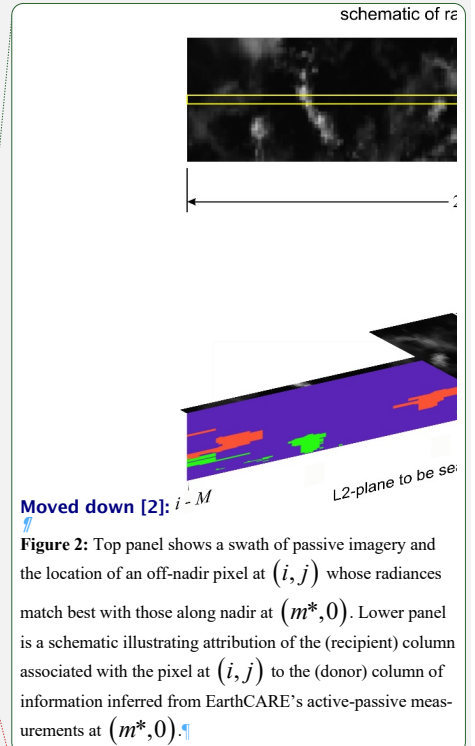 schematic of ra
2
i - M
L2-plane to be sea
Moved down [2]:
¶
Figure 2: Top panel shows a swath of passive imagery and
the location of an off-nadir pixel at (i, j) whose radiances
match best with those along nadir at (m*,0). Lower panel
is a schematic illustrating attribution of the (recipient) column
associated with the pixel at (i, j) to the (donor) column of
information inferred from EarthCARE's active-passive meas-
urements at (m*,0).¶